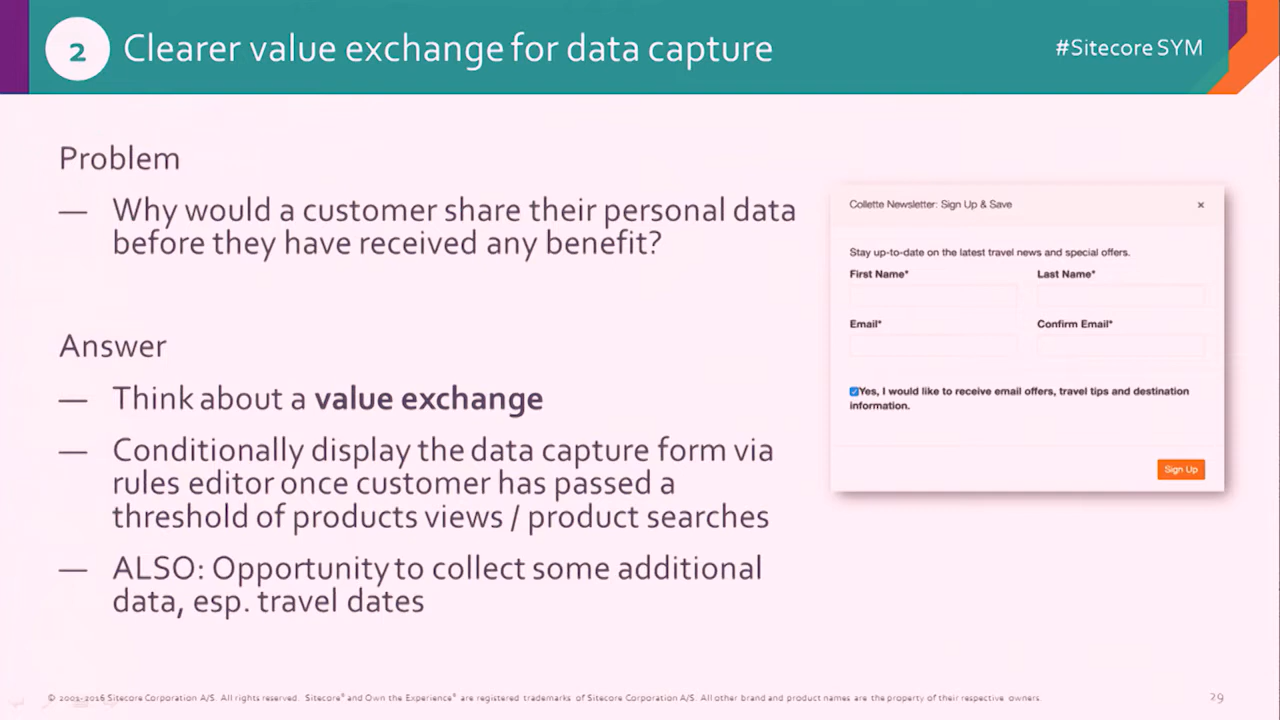 2 Clearer value exchange for data capture
#Sitecore SYM
Problem
— Why would a customer share their personal data
before they have received any benefit?
Answer
— Think about a value exchange
— Conditionally display the data capture form via
rules editor once customer has passed a
threshold of products views / product searches
— ALSO: Opportunity to collect some additional
data, esp. travel dates
Collette Newsletter: Sign Up & Save ×
Stay up-to-date on the latest travel news and special offers.
First Name* Last Name*
Email* Confirm Email*
Yes, I would like to receive email offers, travel tips and destination
information.
Sign Up
© 2001-2016 Sitecore Corporation A/S. All rights reserved. Sitecore® and Own the Experience® are registered trademarks of Sitecore Corporation A/S. All other brand and product names are the property of their respective owners.
29